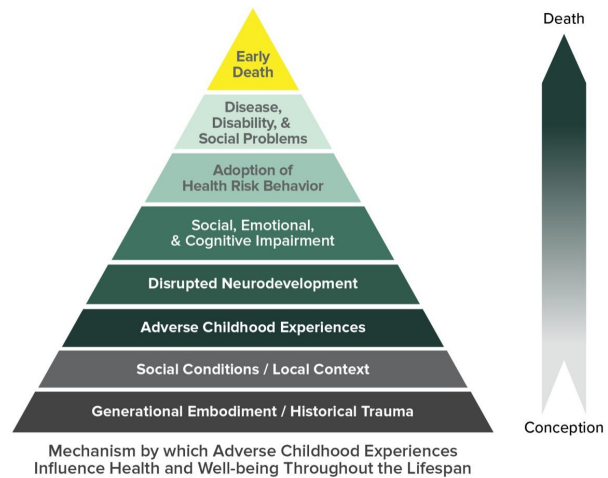 Death
Early
Death
Disease,
Disability, &
Social Problems
Adoption of
Health Risk Behavior
Social, Emotional,
& Cognitive Impairment
Disrupted Neurodevelopment
Adverse Childhood Experiences
Social Conditions / Local Context
Generational Embodiment / Historical Trauma
Conception
Mechanism by which Adverse Childhood Experiences
Influence Health and Well-being Throughout the Lifespan